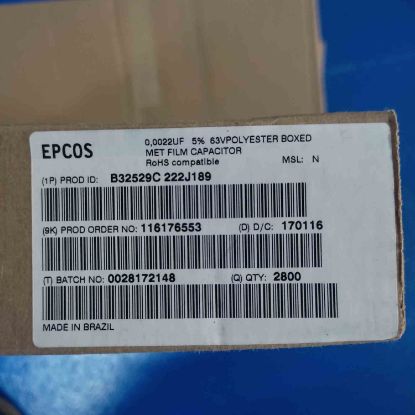 EPCOS
0,0022UF 5% 63VPOLYESTER BOXED
MET FILM CAPACITOR
RoHS compatible MSL: N
(1P) PROD ID: B32529C 222J189
(9K) PROD ORDER NO: 116176553 (D) D/C: 170116
(T) BATCH NO: 0028172148 (Q) QTY: 2800
MADE IN BRAZIL